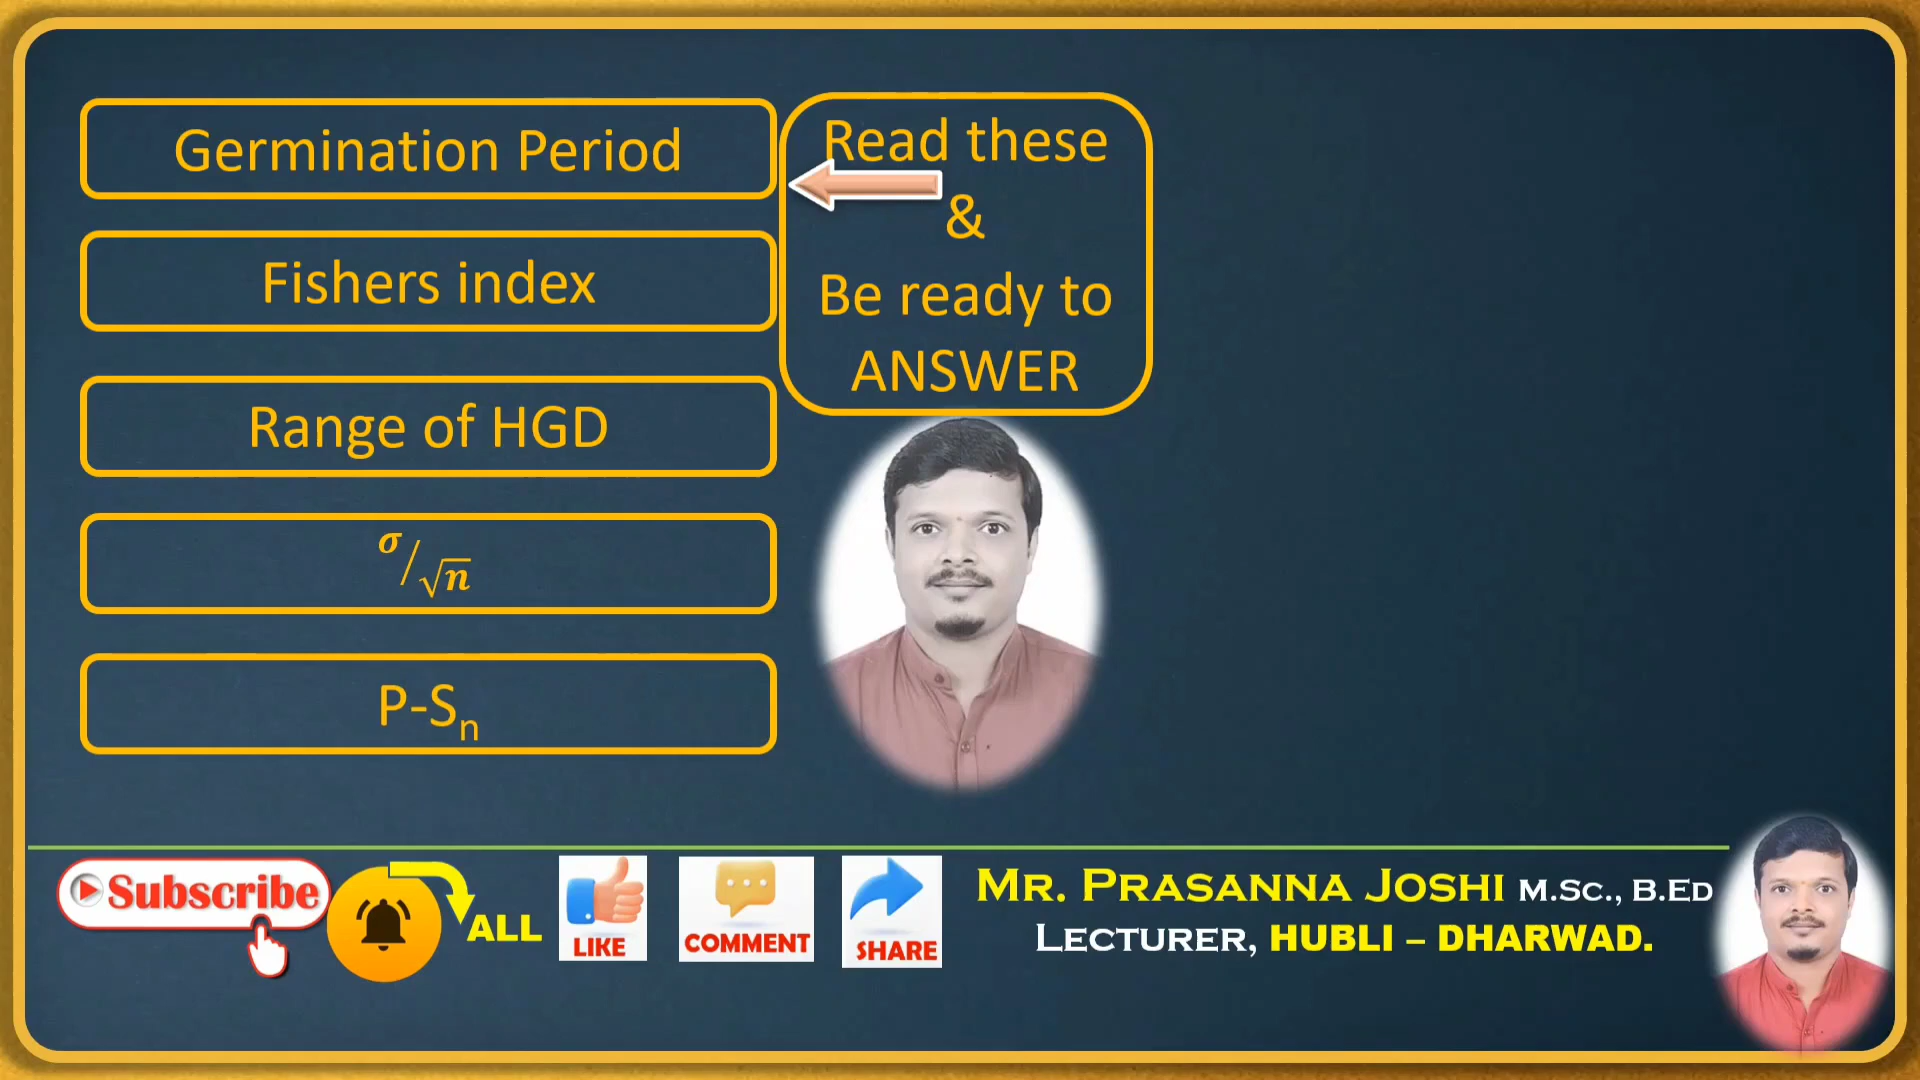 Germination Period
Fishers index
Range of HGD
σ/√n
P-Sn
Read these
&
Be ready to
ANSWER
Subscribe
ALL
LIKE
COMMENT
SHARE
MR. PRASANNA JOSHI M.SC., B.ED
LECTURER, HUBLI – DHARWAD.